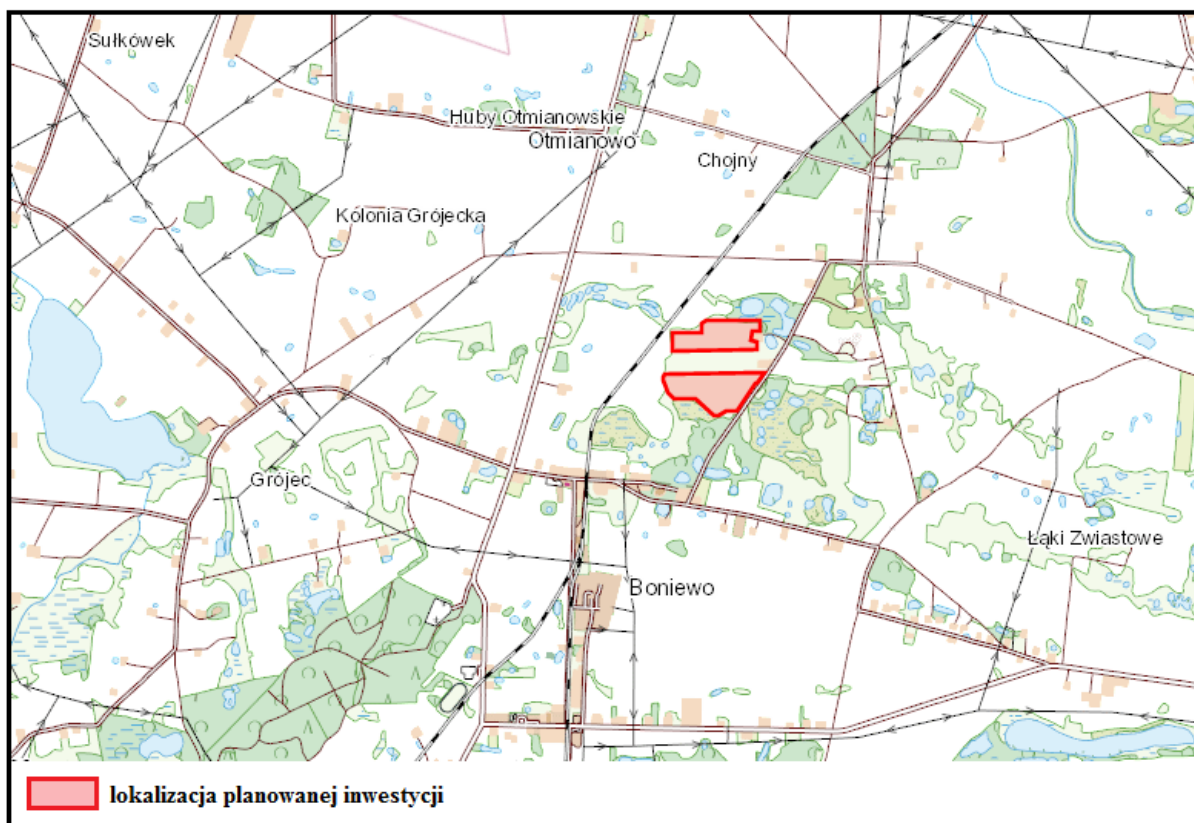 Sułkówek
Huby Otmianowskie
Otmianowo
Chojny
Kolonia Grójecka
Grójec
Łąki Zwiastowe
Boniewo
lokalizacja planowanej inwestycji